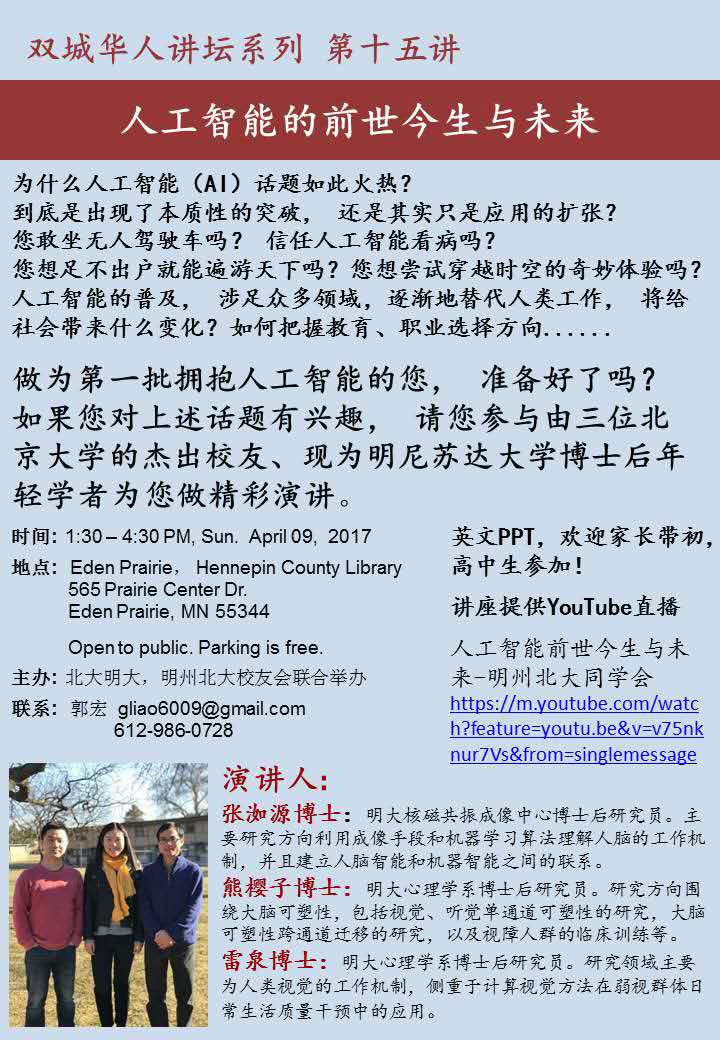 双城华人讲坛系列 第十五讲
人工智能的前世今生与未来
为什么人工智能（AI）话题如此火热？
到底是出现了本质性的突破， 还是其实只是应用的扩张？
您敢坐无人驾驶车吗？ 信任人工智能看病吗？
您想足不出户就能遍游天下吗？您想尝试穿越时空的奇妙体验吗？
人工智能的普及， 涉足众多领域，逐渐地替代人类工作， 将给
社会带来什么变化？如何把握教育、职业选择方向......
做为第一批拥抱人工智能的您， 准备好了吗？
如果您对上述话题有兴趣， 请您参与由三位北
京大学的杰出校友、现为明尼苏达大学博士后年
轻学者为您做精彩演讲。
时间: 1:30 – 4:30 PM, Sun. April 09, 2017
地点: Eden Prairie， Hennepin County Library
565 Prairie Center Dr.
Eden Prairie, MN 55344
Open to public. Parking is free.
主办: 北大明大，明州北大校友会联合举办
联系: 郭宏 gliao6009@gmail.com
612-986-0728
英文PPT，欢迎家长带初，
高中生参加！
讲座提供YouTube直播
人工智能前世今生与未
来-明州北大同学会
https://m.youtube.com/watc
h?feature=youtu.be&v=v75nk
nur7Vs&from=singlemessage
演讲人：
张洳源博士：明大核磁共振成像中心博士后研究员。主
要研究方向利用成像手段和机器学习算法理解人脑的工作机
制，并且建立人脑智能和机器智能之间的联系。
熊樱子博士：明大心理学系博士后研究员。研究方向围
绕大脑可塑性，包括视觉、听觉单通道可塑性的研究，大脑
可塑性跨通道迁移的研究，以及视障人群的临床训练等。
雷泉博士：明大心理学系博士后研究员。研究领域主要
为人类视觉的工作机制，侧重于计算视觉方法在弱视群体日
常生活质量干预中的应用。